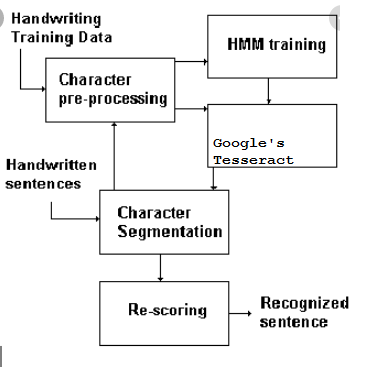 Handwriting
Training Data
HMM training
Character
pre-processing
Google's
Tesseract
Handwritten
sentences
Character
Segmentation
Re-scoring
Recognized
sentence